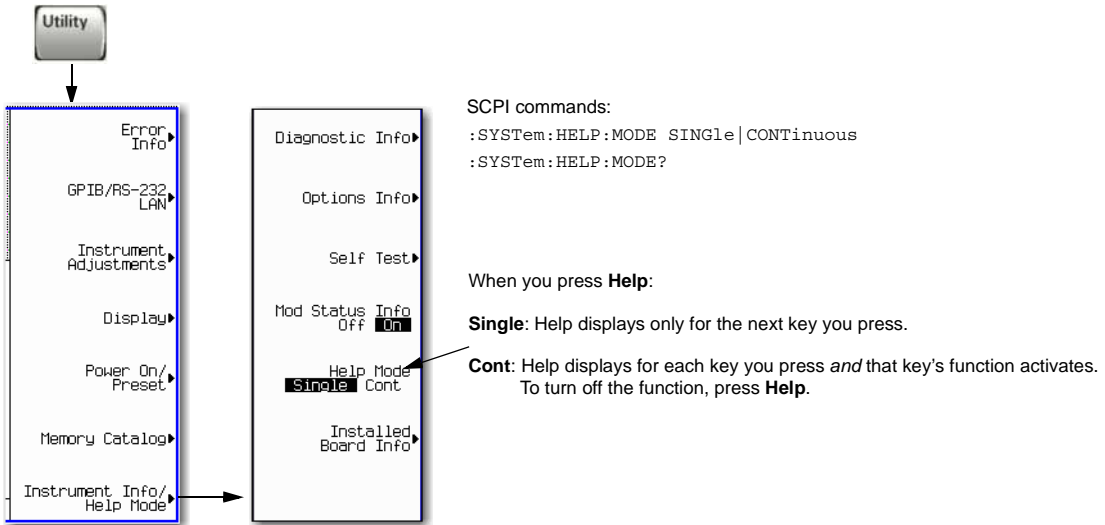 Utility
Error
Info
GPIB/RS-232
LAN
Instrument
Adjustments
Display
Power On/
Preset
Memory Catalog
Instrument Info/
Help Mode
Diagnostic Info
Options Info
Self Test
Mod Status Info
Off On
Help Mode
Single Cont
Installed
Board Info
SCPI commands:
:SYSTem:HELP:MODE SINGle|CONTinuous
:SYSTem:HELP:MODE?
When you press Help:
Single: Help displays only for the next key you press.
Cont: Help displays for each key you press and that key's function activates.
To turn off the function, press Help.